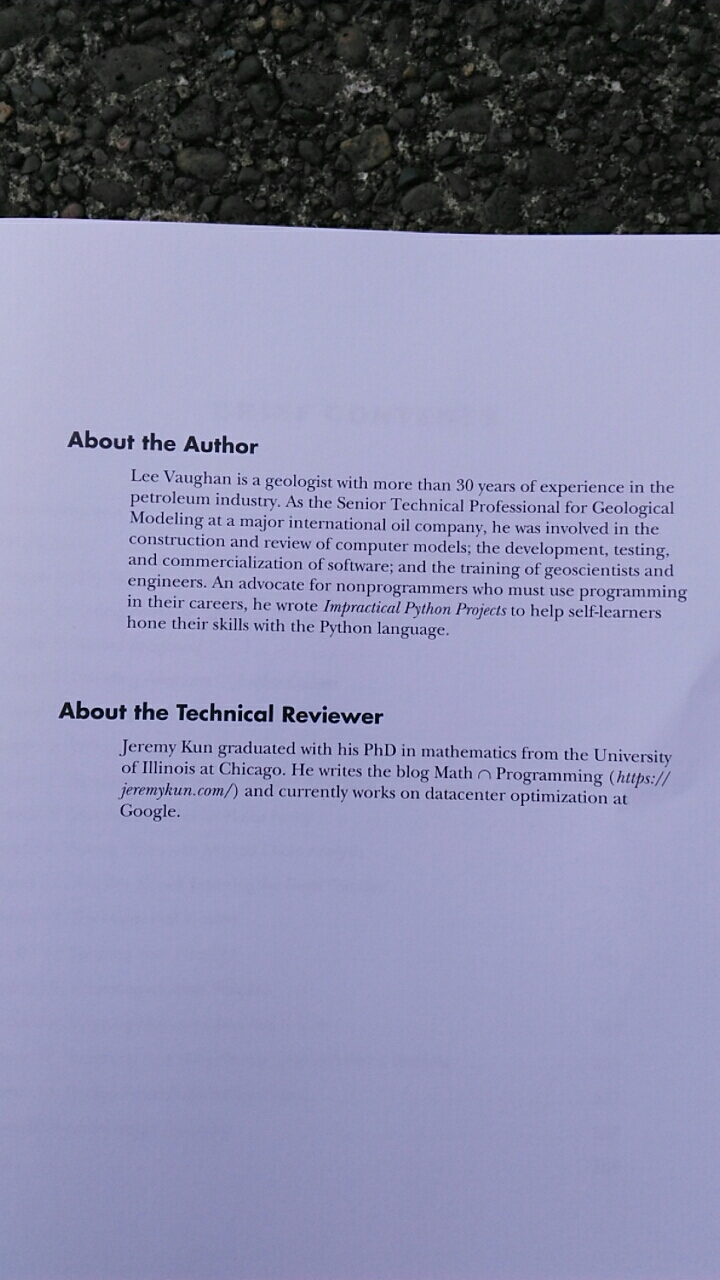 About the Author
Lee Vaughan is a geologist with more than 30 years of experience in the
petroleum industry. As the Senior Technical Professional for Geological
Modeling at a major international oil company, he was involved in the
construction and review of computer models; the development, testing,
and commercialization of software; and the training of geoscientists and
engineers. An advocate for nonprogrammers who must use programming
in their careers, he wrote Impractical Python Projects to help self-learners
hone their skills with the Python language.
About the Technical Reviewer
Jeremy Kun graduated with his PhD in mathematics from the University
of Illinois at Chicago. He writes the blog Math ∩ Programming (https://
jeremykun.com/) and currently works on datacenter optimization at
Google.